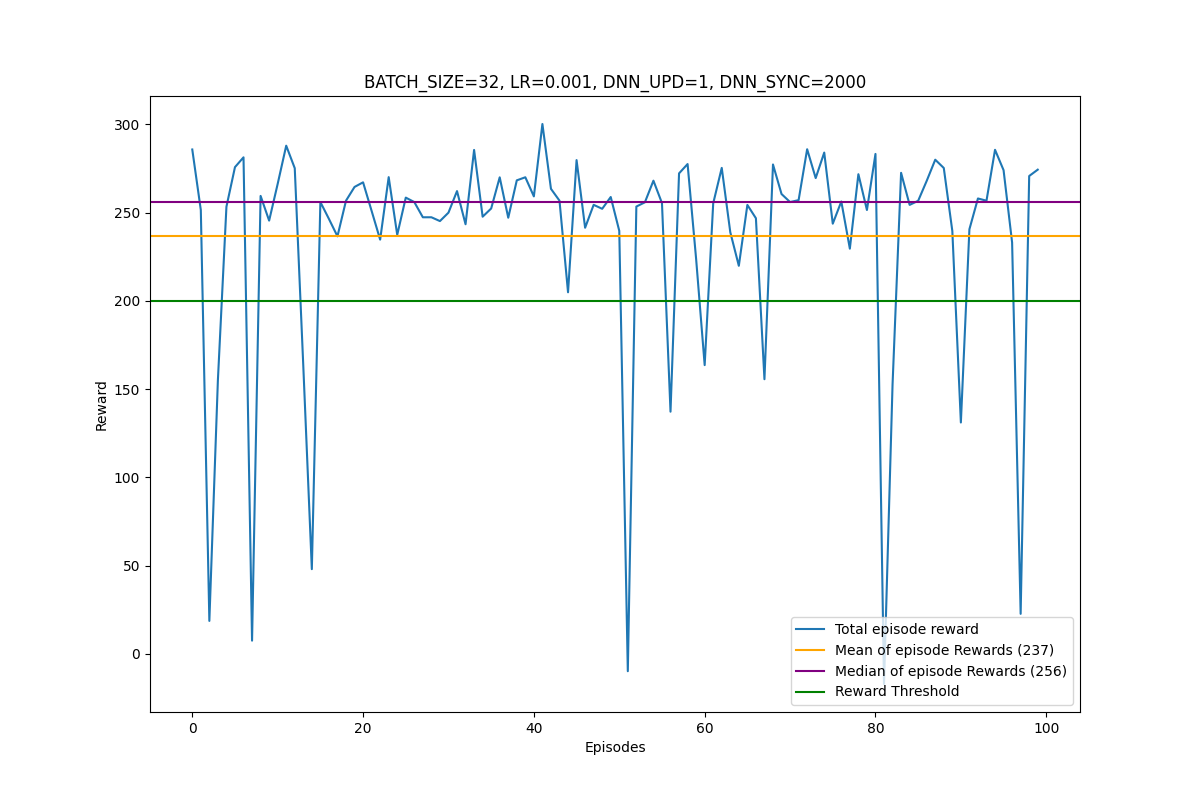 BATCH_SIZE=32, LR=0.001, DNN_UPD=1, DNN_SYNC=2000
300
250
200
150
100
50
0
Reward
Total episode reward
Mean of episode Rewards (237)
Median of episode Rewards (256)
Reward Threshold
0 20 40 60 80 100
Episodes